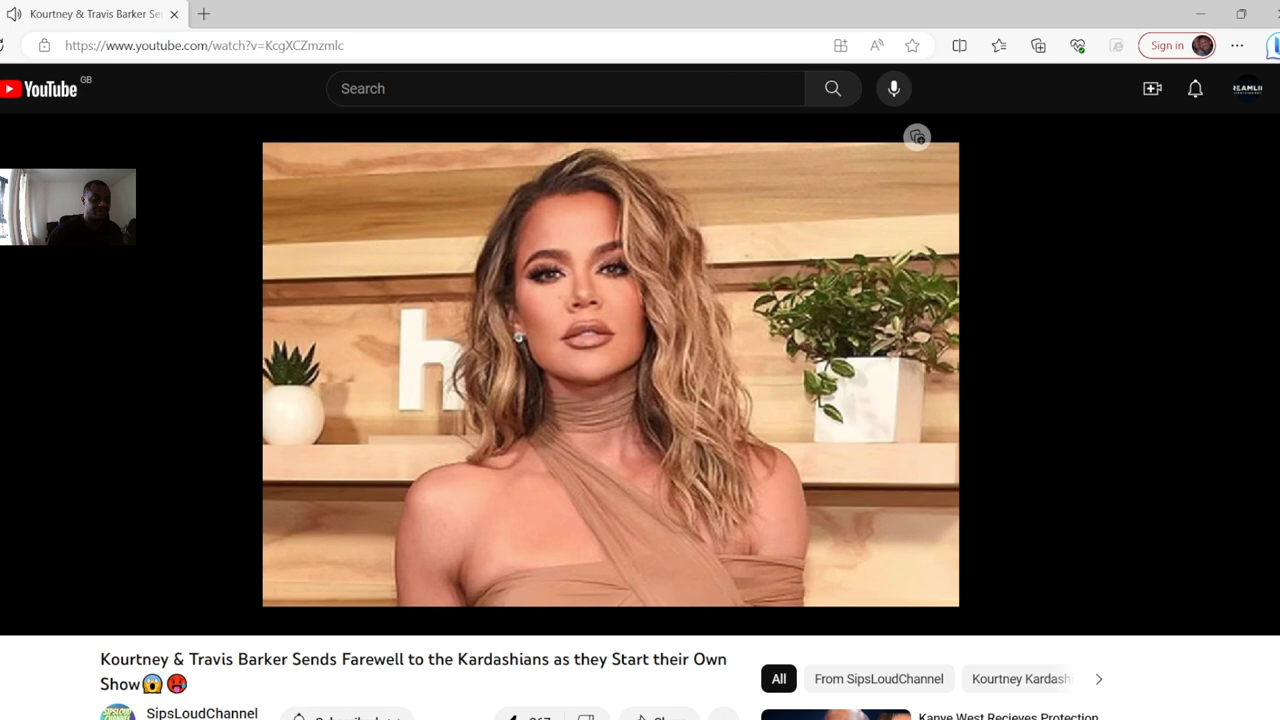 Kourtney & Travis Barker Se
https://www.youtube.com/watch?v=KcgXCZmzmlc
Sign in
YouTube GB
Search
h
Kourtney & Travis Barker Sends Farewell to the Kardashians as they Start their Own
Show😱🥵
All
From SipsLoudChannel
Kourtney Kardash
SipsLoudChannel
Kanye West Recieves Protection